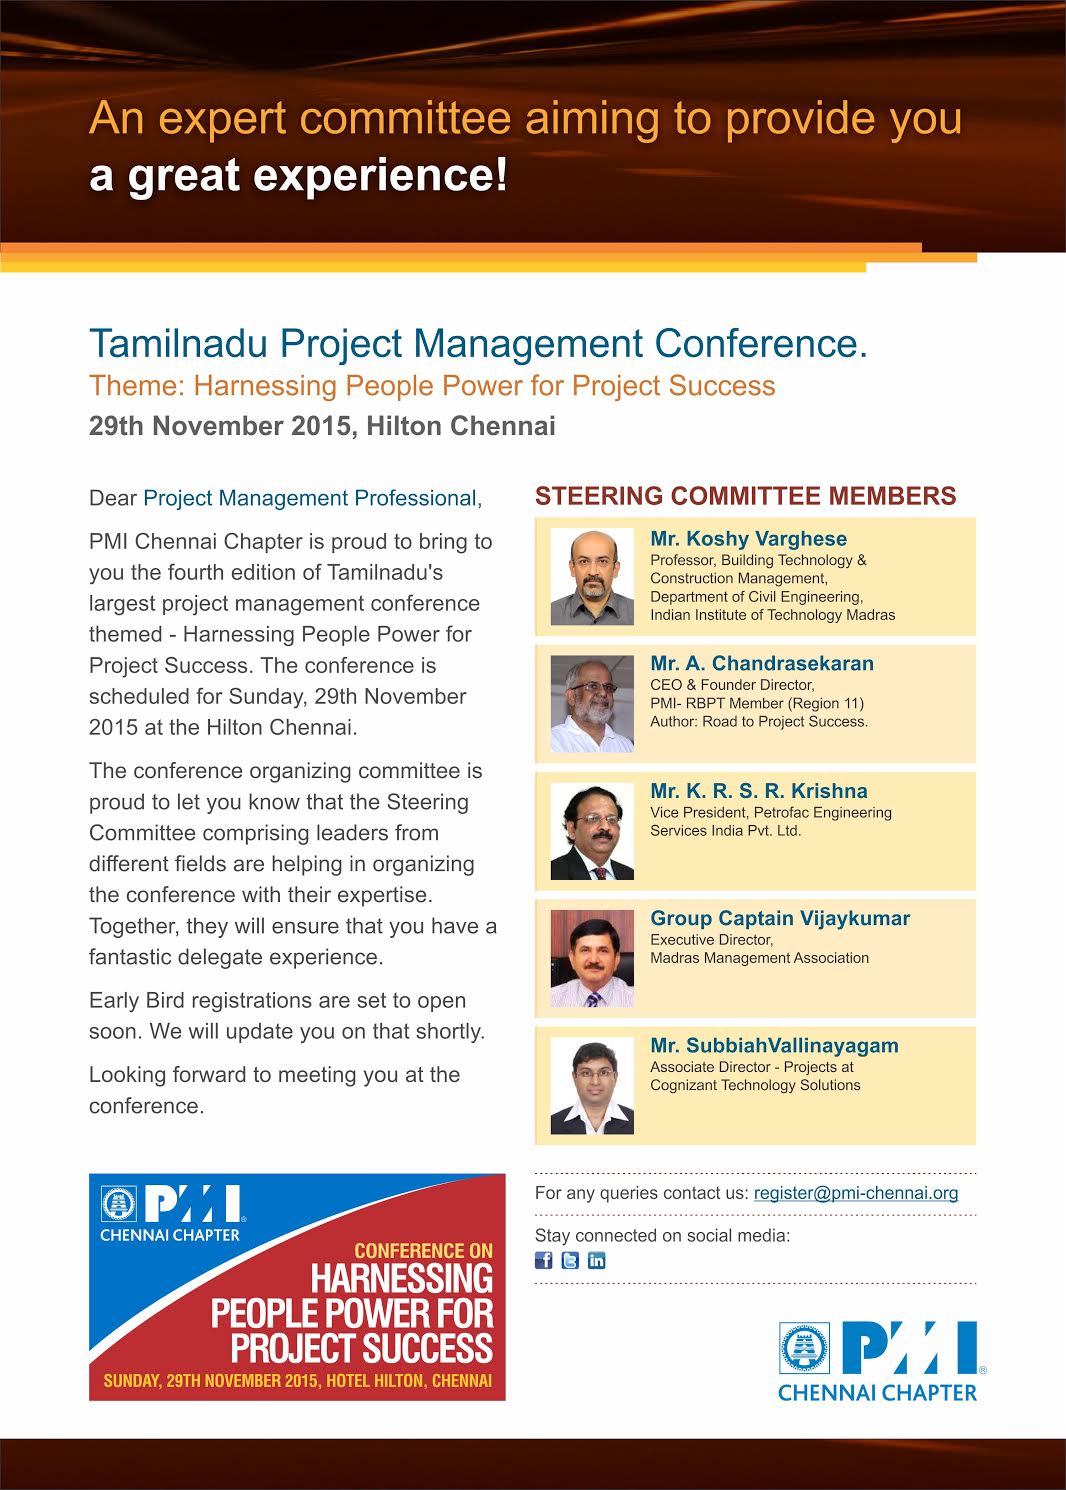 An expert committee aiming to provide you
a great experience!
Tamilnadu Project Management Conference.
Theme: Harnessing People Power for Project Success
29th November 2015, Hilton Chennai
Dear Project Management Professional,
PMI Chennai Chapter is proud to bring to
you the fourth edition of Tamilnadu's
largest project management conference
themed - Harnessing People Power for
Project Success. The conference is
scheduled for Sunday, 29th November
2015 at the Hilton Chennai.
The conference organizing committee is
proud to let you know that the Steering
Committee comprising leaders from
different fields are helping in organizing
the conference with their expertise.
Together, they will ensure that you have a
fantastic delegate experience.
Early Bird registrations are set to open
soon. We will update you on that shortly.
Looking forward to meeting you at the
conference.
STEERING COMMITTEE MEMBERS
Mr. Koshy Varghese
Professor, Building Technology &
Construction Management,
Department of Civil Engineering,
Indian Institute of Technology Madras
Mr. A. Chandrasekaran
CEO & Founder Director,
PMI- RBPT Member (Region 11)
Author: Road to Project Success.
Mr. K. R. S. R. Krishna
Vice President, Petrofac Engineering
Services India Pvt. Ltd.
Group Captain Vijaykumar
Executive Director,
Madras Management Association
Mr. SubbiahVallinayagam
Associate Director - Projects at
Cognizant Technology Solutions
PMI®
CHENNAI CHAPTER
CONFERENCE ON
HARNESSING
PEOPLE POWER FOR
PROJECT SUCCESS
SUNDAY, 29TH NOVEMBER 2015, HOTEL HILTON, CHENNAI
For any queries contact us: register@pmi-chennai.org
Stay connected on social media:
f t in
PMI®
CHENNAI CHAPTER